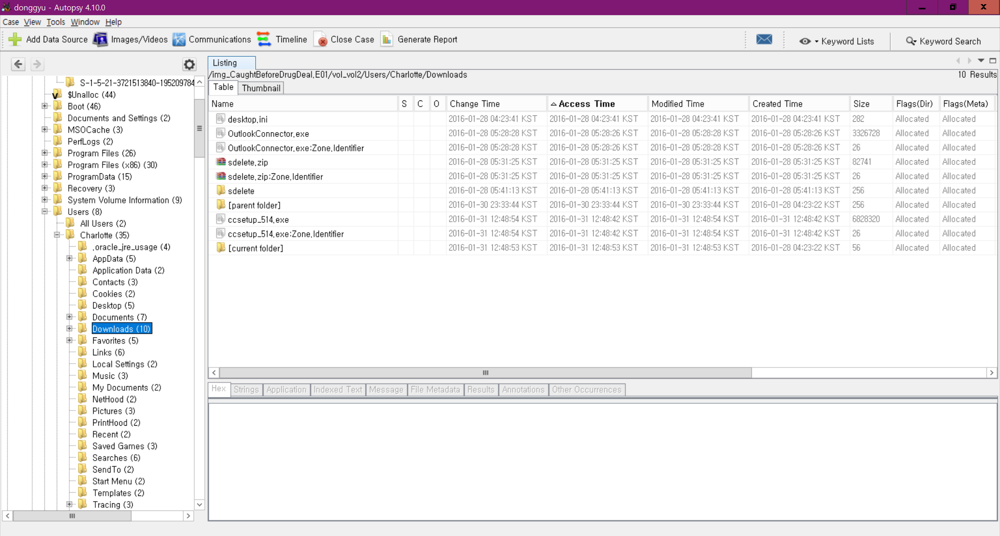 donggyu - Autopsy 4.10.0
Case View Tools Window Help
Add Data Source Images/Videos Communications Timeline Close Case Generate Report Keyword Lists Keyword Search
Listing
/img_CaughtBeforeDrugDeal,E01/vol_vol2/Users/Charlotte/Downloads 10 Results
Table Thumbnail
Name S C O Change Time Access Time Modified Time Created Time Size Flags(Dir) Flags(Meta)
desktop,ini 2016-01-28 04:23:41 KST 2016-01-28 04:23:41 KST 2016-01-28 04:23:41 KST 2016-01-28 04:23:41 KST 282 Allocated Allocated
OutlookConnector,exe 2016-01-28 05:28:28 KST 2016-01-28 05:28:26 KST 2016-01-28 05:28:28 KST 2016-01-28 05:28:26 KST 3326728 Allocated Allocated
OutlookConnector,exe:Zone,Identifier 2016-01-28 05:28:28 KST 2016-01-28 05:28:26 KST 2016-01-28 05:28:28 KST 2016-01-28 05:28:26 KST 26 Allocated Allocated
sdelete,zip 2016-01-28 05:31:25 KST 2016-01-28 05:31:25 KST 2016-01-28 05:31:25 KST 2016-01-28 05:31:25 KST 82741 Allocated Allocated
sdelete,zip:Zone,Identifier 2016-01-28 05:31:25 KST 2016-01-28 05:31:25 KST 2016-01-28 05:31:25 KST 2016-01-28 05:31:25 KST 26 Allocated Allocated
sdelete 2016-01-28 05:41:13 KST 2016-01-28 05:41:13 KST 2016-01-28 05:41:13 KST 2016-01-28 05:41:13 KST 256 Allocated Allocated
[parent folder] 2016-01-30 23:33:44 KST 2016-01-30 23:33:44 KST 2016-01-30 23:33:44 KST 2016-01-28 04:23:22 KST 256 Allocated Allocated
ccsetup_514,exe 2016-01-31 12:48:54 KST 2016-01-31 12:48:42 KST 2016-01-31 12:48:54 KST 2016-01-31 12:48:42 KST 6828320 Allocated Allocated
ccsetup_514,exe:Zone,Identifier 2016-01-31 12:48:54 KST 2016-01-31 12:48:42 KST 2016-01-31 12:48:54 KST 2016-01-31 12:48:42 KST 26 Allocated Allocated
[current folder] 2016-01-31 12:48:53 KST 2016-01-31 12:48:53 KST 2016-01-31 12:48:53 KST 2016-01-28 04:23:22 KST 56 Allocated Allocated
S-1-5-21-3721513840-195209784
$Unalloc (44)
Boot (46)
Documents and Settings (2)
MSOCache (3)
PerfLogs (2)
Program Files (26)
Program Files (x86) (30)
ProgramData (15)
Recovery (3)
System Volume Information (9)
Users (8)
All Users (2)
Charlotte (35)
,oracle_jre_usage (4)
AppData (5)
Application Data (2)
Contacts (3)
Cookies (2)
Desktop (5)
Documents (7)
Downloads (10)
Favorites (5)
Links (6)
Local Settings (2)
Music (3)
My Documents (2)
NetHood (2)
Pictures (3)
PrintHood (2)
Recent (2)
Saved Games (3)
Searches (6)
SendTo (2)
Start Menu (2)
Templates (2)
Tracing (3)
Hex Strings Application Indexed Text Message File Metadata Results Annotations Other Occurrences